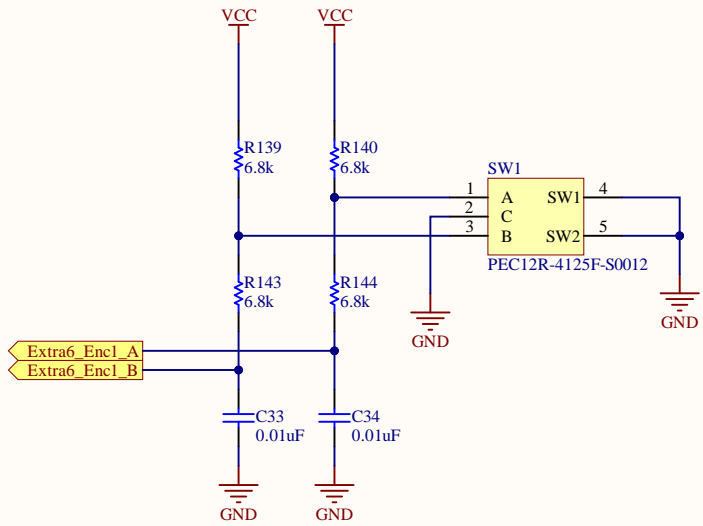 VCC
VCC
R139
6.8k
R140
6.8k
SW1
1
A
SW1
4
2
C
3
B
SW2
5
PEC12R-4125F-S0012
R143
6.8k
R144
6.8k
GND
GND
Extra6_Enc1_A
Extra6_Enc1_B
C33
0.01uF
C34
0.01uF
GND
GND